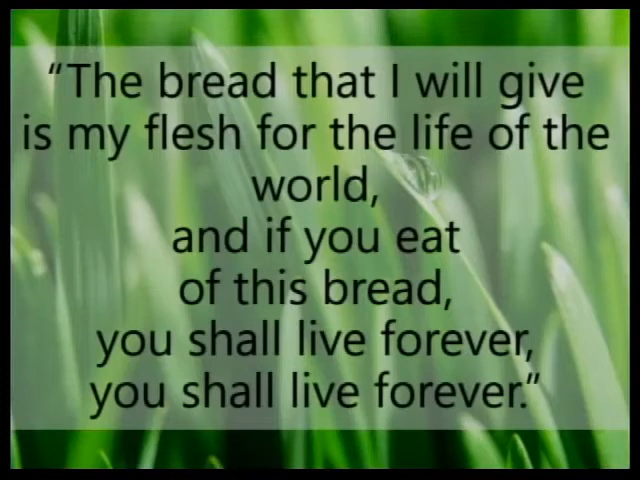 “The bread that I will give
is my flesh for the life of the
world,
and if you eat
of this bread,
you shall live forever,
you shall live forever.”